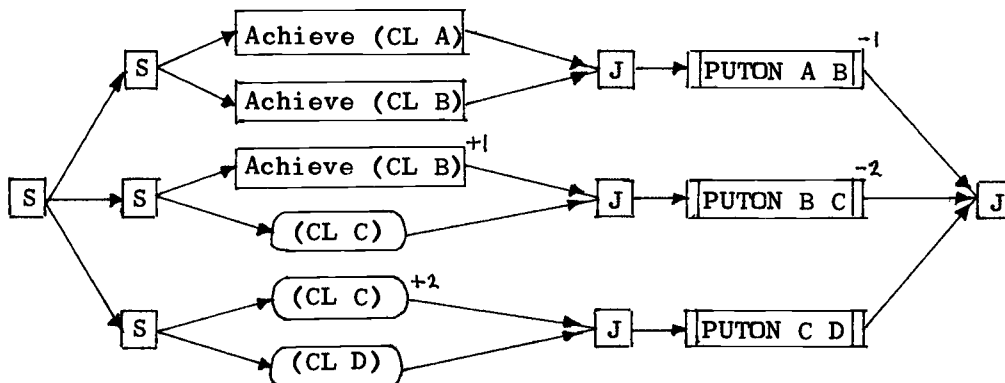 Achieve (CL A)
S
Achieve (CL B)
J
PUTON A B -1
S
S
Achieve (CL B) +1
(CL C)
J
PUTON B C -2
J
S
(CL C) +2
(CL D)
J
PUTON C D